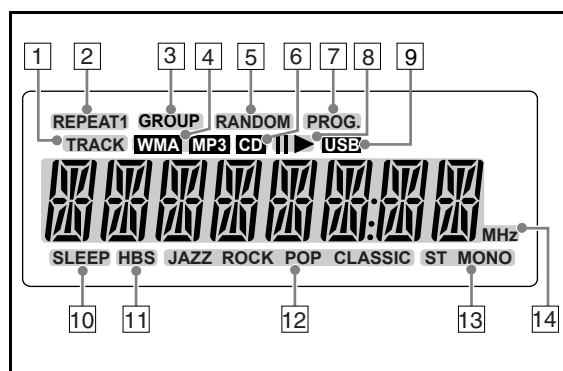 1 2 3 4 5 6 7 8 9
REPEAT1 GROUP RANDOM PROG.
TRACK WMA MP3 CD USB
MHz
SLEEP HBS JAZZ ROCK POP CLASSIC ST MONO
10 11 12 13 14